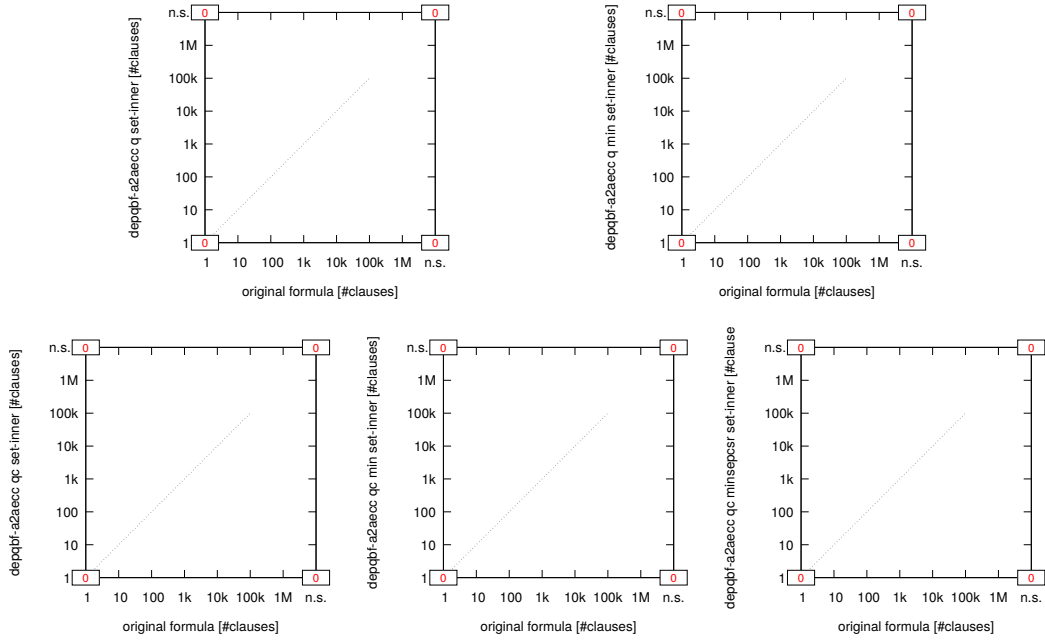 depqbf-a2aecc q set-inner [#clauses]
n.s.
1M
100k
10k
1k
100
10
1
0 0
0 0
1 10 100 1k 10k 100k 1M n.s.
original formula [#clauses]
depqbf-a2aecc q min set-inner [#clauses]
n.s.
1M
100k
10k
1k
100
10
1
0 0
0 0
1 10 100 1k 10k 100k 1M n.s.
original formula [#clauses]
depqbf-a2aecc qc set-inner [#clauses]
n.s.
1M
100k
10k
1k
100
10
1
0 0
0 0
1 10 100 1k 10k 100k 1M n.s.
original formula [#clauses]
depqbf-a2aecc qc min set-inner [#clauses]
n.s.
1M
100k
10k
1k
100
10
1
0 0
0 0
1 10 100 1k 10k 100k 1M n.s.
original formula [#clauses]
depqbf-a2aecc qc minsepcsr set-inner [#clause
n.s.
1M
100k
10k
1k
100
10
1
0 0
0 0
1 10 100 1k 10k 100k 1M n.s.
original formula [#clauses]